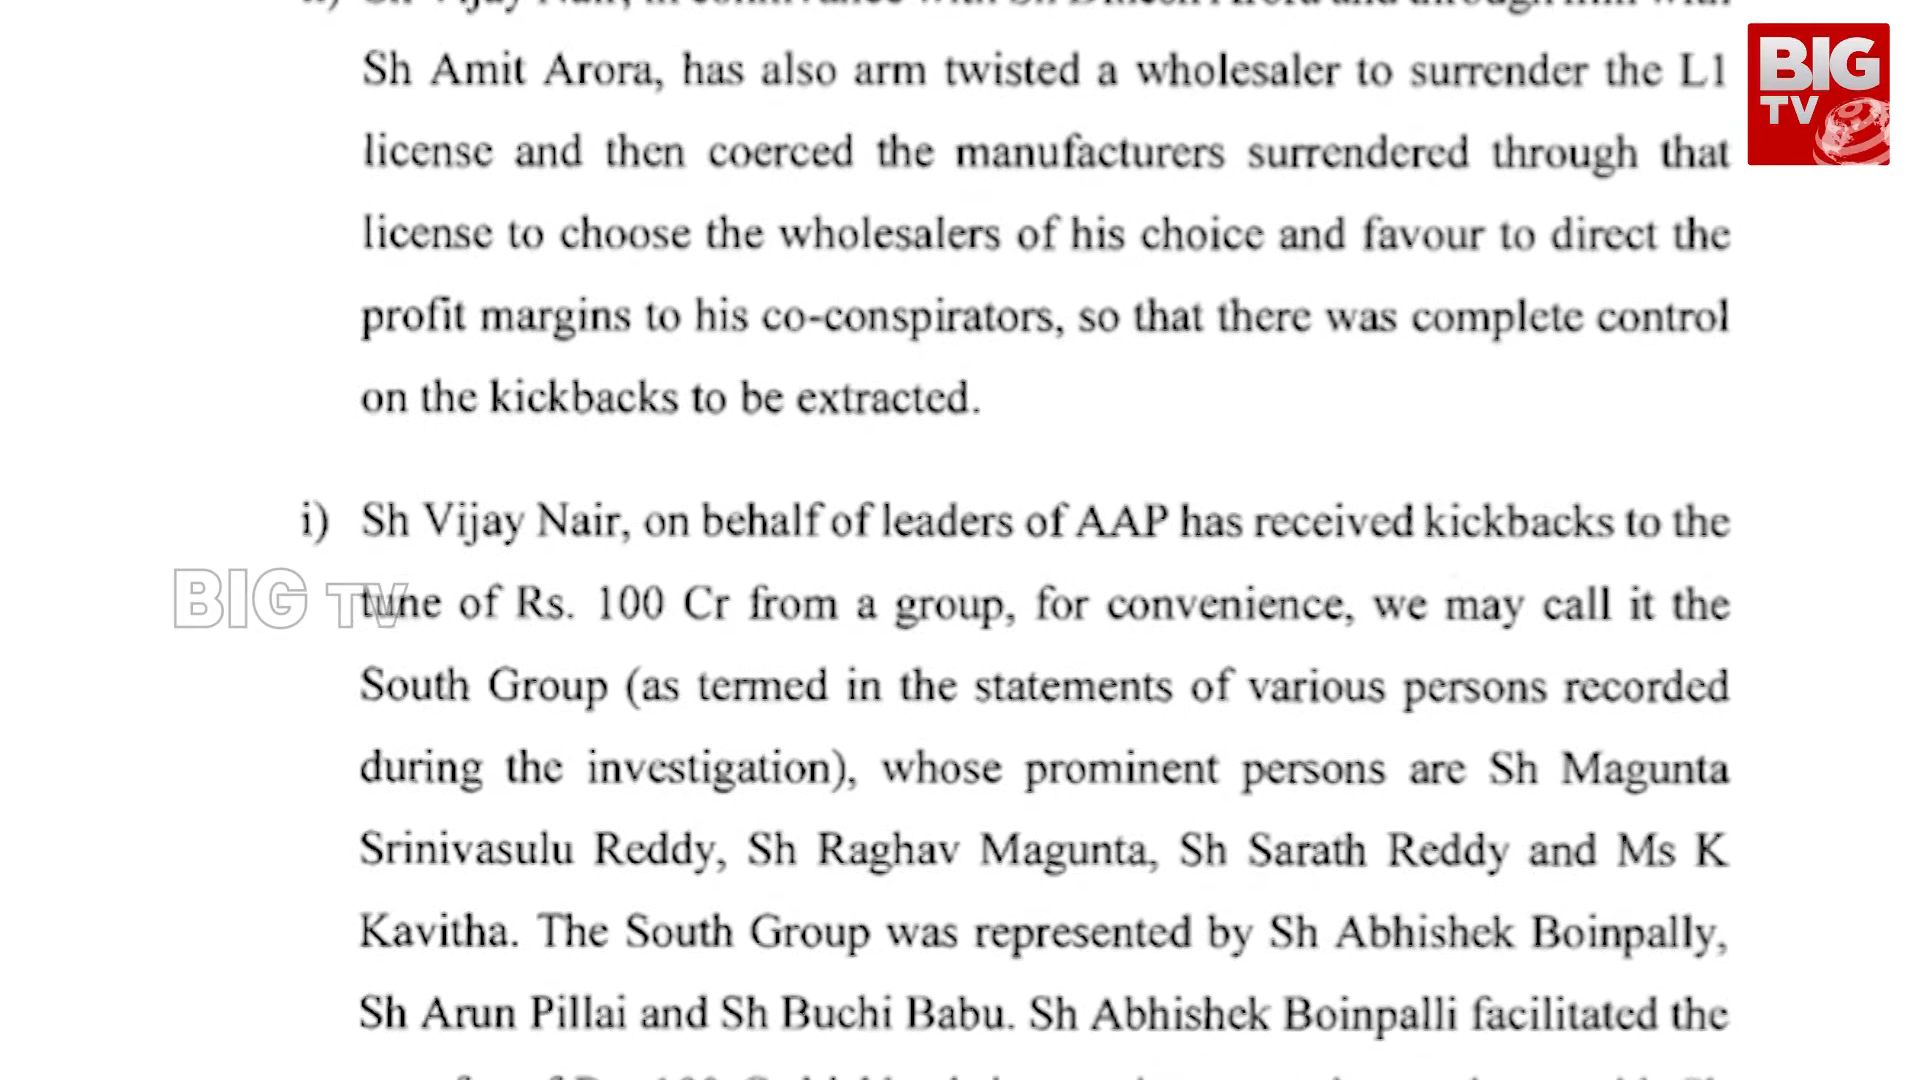 Sh Amit Arora, has also arm twisted a wholesaler to surrender the L1
license and then coerced the manufacturers surrendered through that
license to choose the wholesalers of his choice and favour to direct the
profit margins to his co-conspirators, so that there was complete control
on the kickbacks to be extracted.
i) Sh Vijay Nair, on behalf of leaders of AAP has received kickbacks to the
tune of Rs. 100 Cr from a group, for convenience, we may call it the
South Group (as termed in the statements of various persons recorded
during the investigation), whose prominent persons are Sh Magunta
Srinivasulu Reddy, Sh Raghav Magunta, Sh Sarath Reddy and Ms K
Kavitha. The South Group was represented by Sh Abhishek Boinpally,
Sh Arun Pillai and Sh Buchi Babu. Sh Abhishek Boinpalli facilitated the
BIG
TV
BIG TV